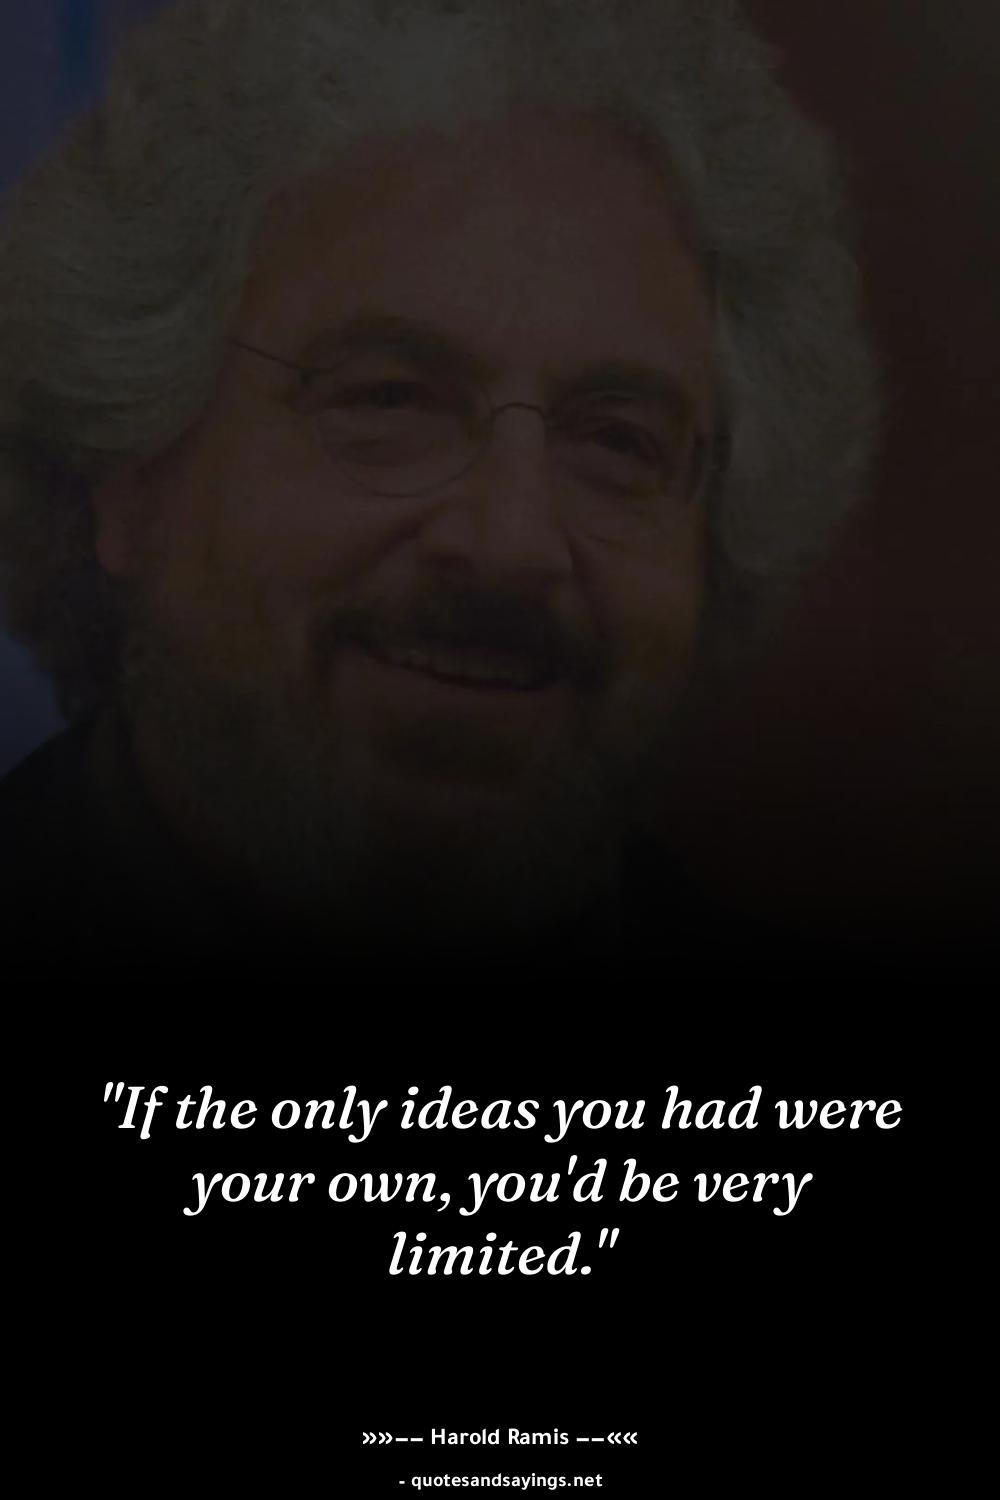 "If the only ideas you had were
your own, you'd be very
limited."
»»–– Harold Ramis ––««
- quotesandsayings.net